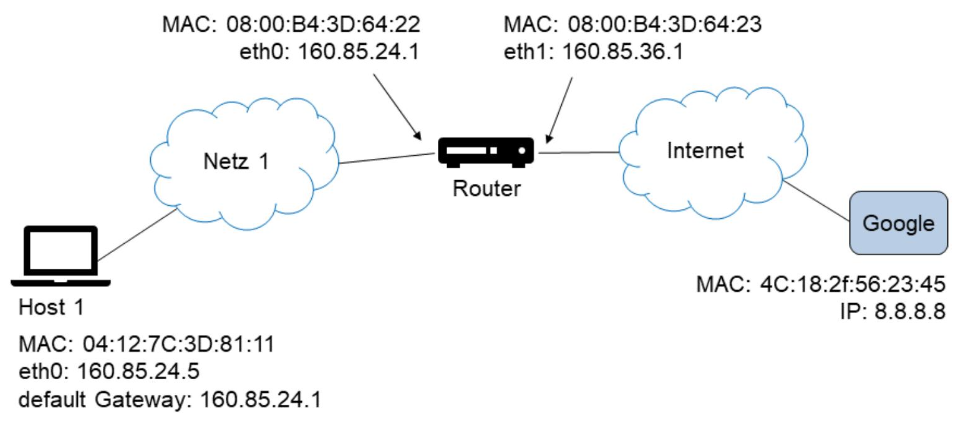 MAC: 08:00:B4:3D:64:22
eth0: 160.85.24.1
MAC: 08:00:B4:3D:64:23
eth1: 160.85.36.1
Netz 1
Router
Internet
Google
MAC: 4C:18:2f:56:23:45
IP: 8.8.8.8
Host 1
MAC: 04:12:7C:3D:81:11
eth0: 160.85.24.5
default Gateway: 160.85.24.1